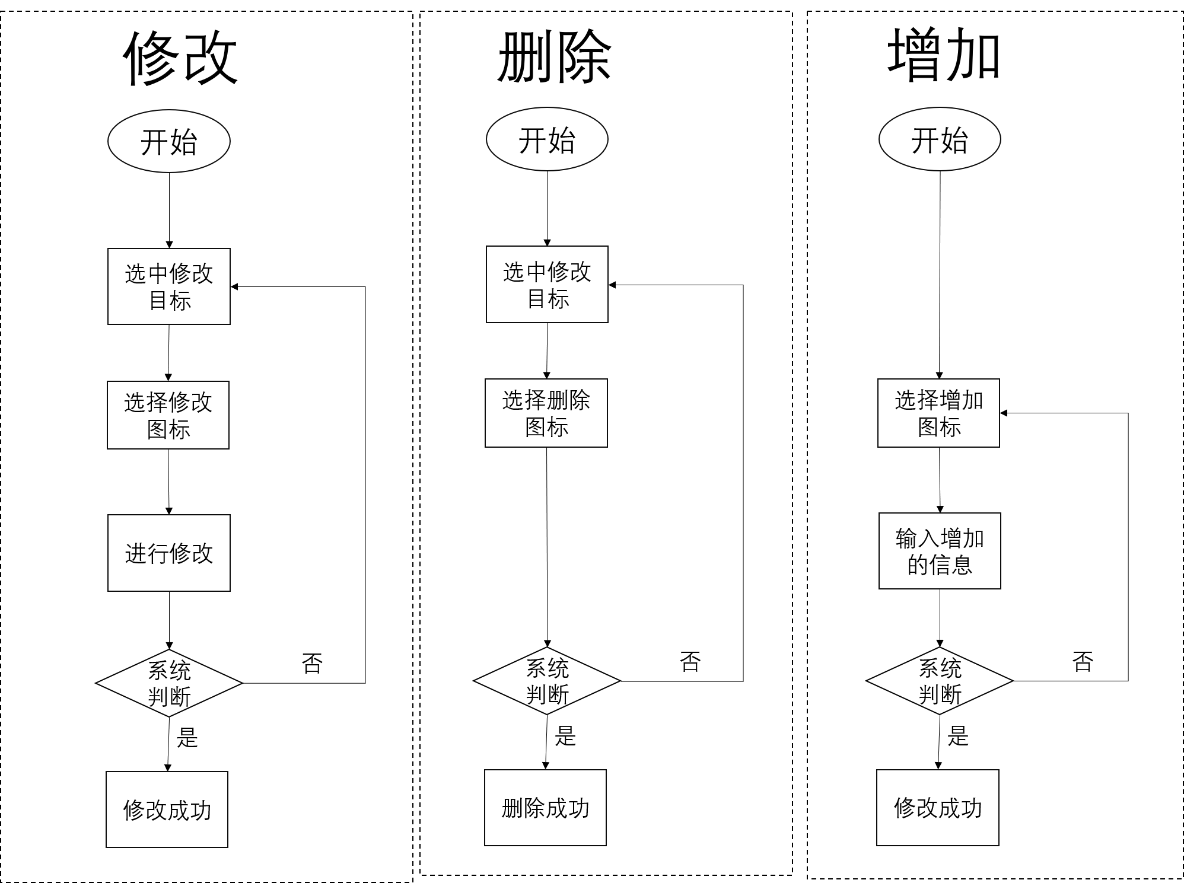 修改
开始
选中修改
目标
选择修改
图标
进行修改
系统
判断
否
是
修改成功
删除
开始
选中修改
目标
选择删除
图标
系统
判断
否
是
删除成功
增加
开始
选择增加
图标
输入增加
的信息
系统
判断
否
是
修改成功